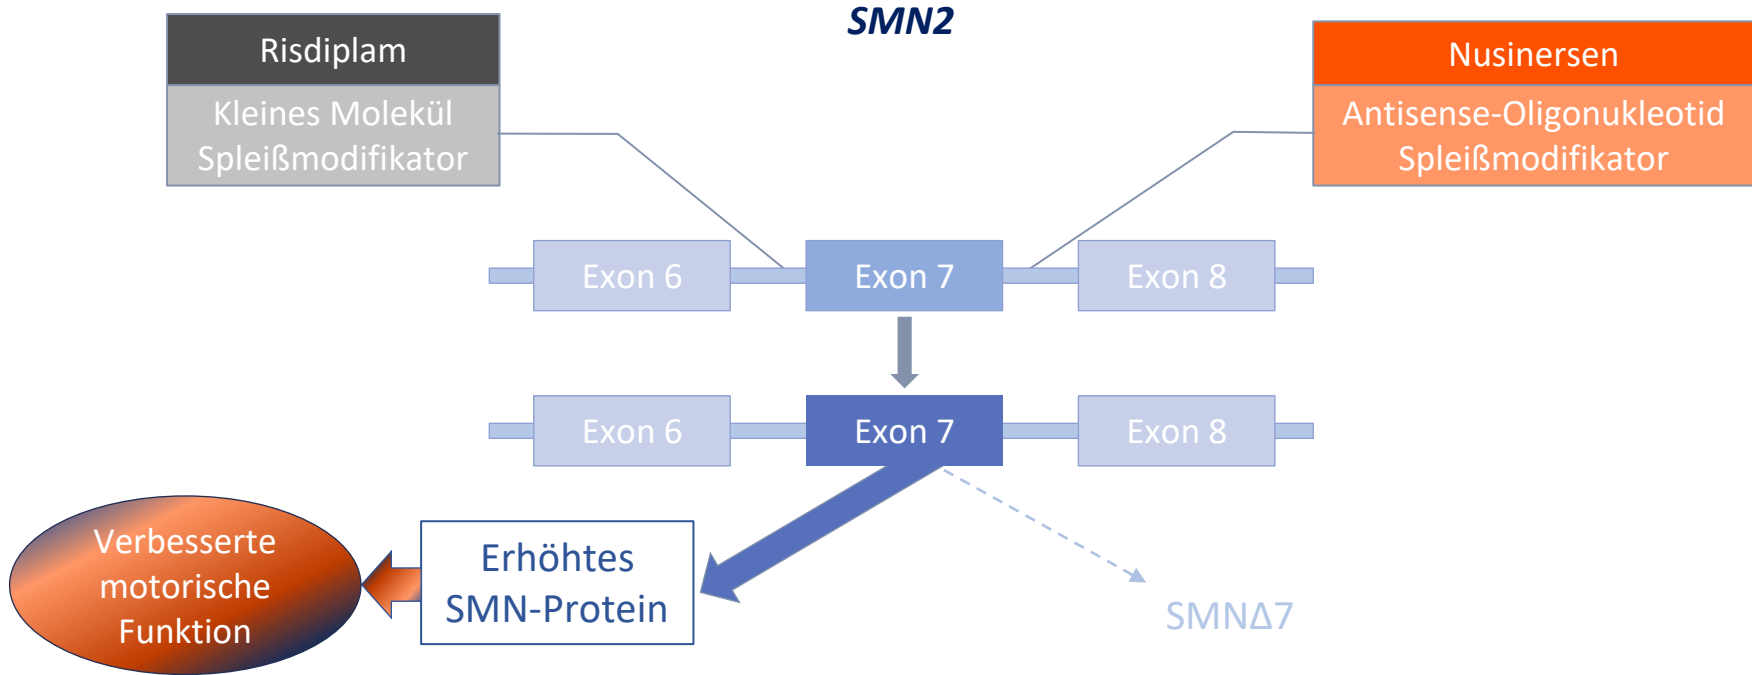 SMN2
Risdiplam
Kleines Molekül
Spleißmodifikator
Nusinersen
Antisense-Oligonukleotid
Spleißmodifikator
Exon 6
Exon 7
Exon 8
Exon 6
Exon 7
Exon 8
Verbesserte
motorische
Funktion
Erhöhtes
SMN-Protein
SMNΔ7